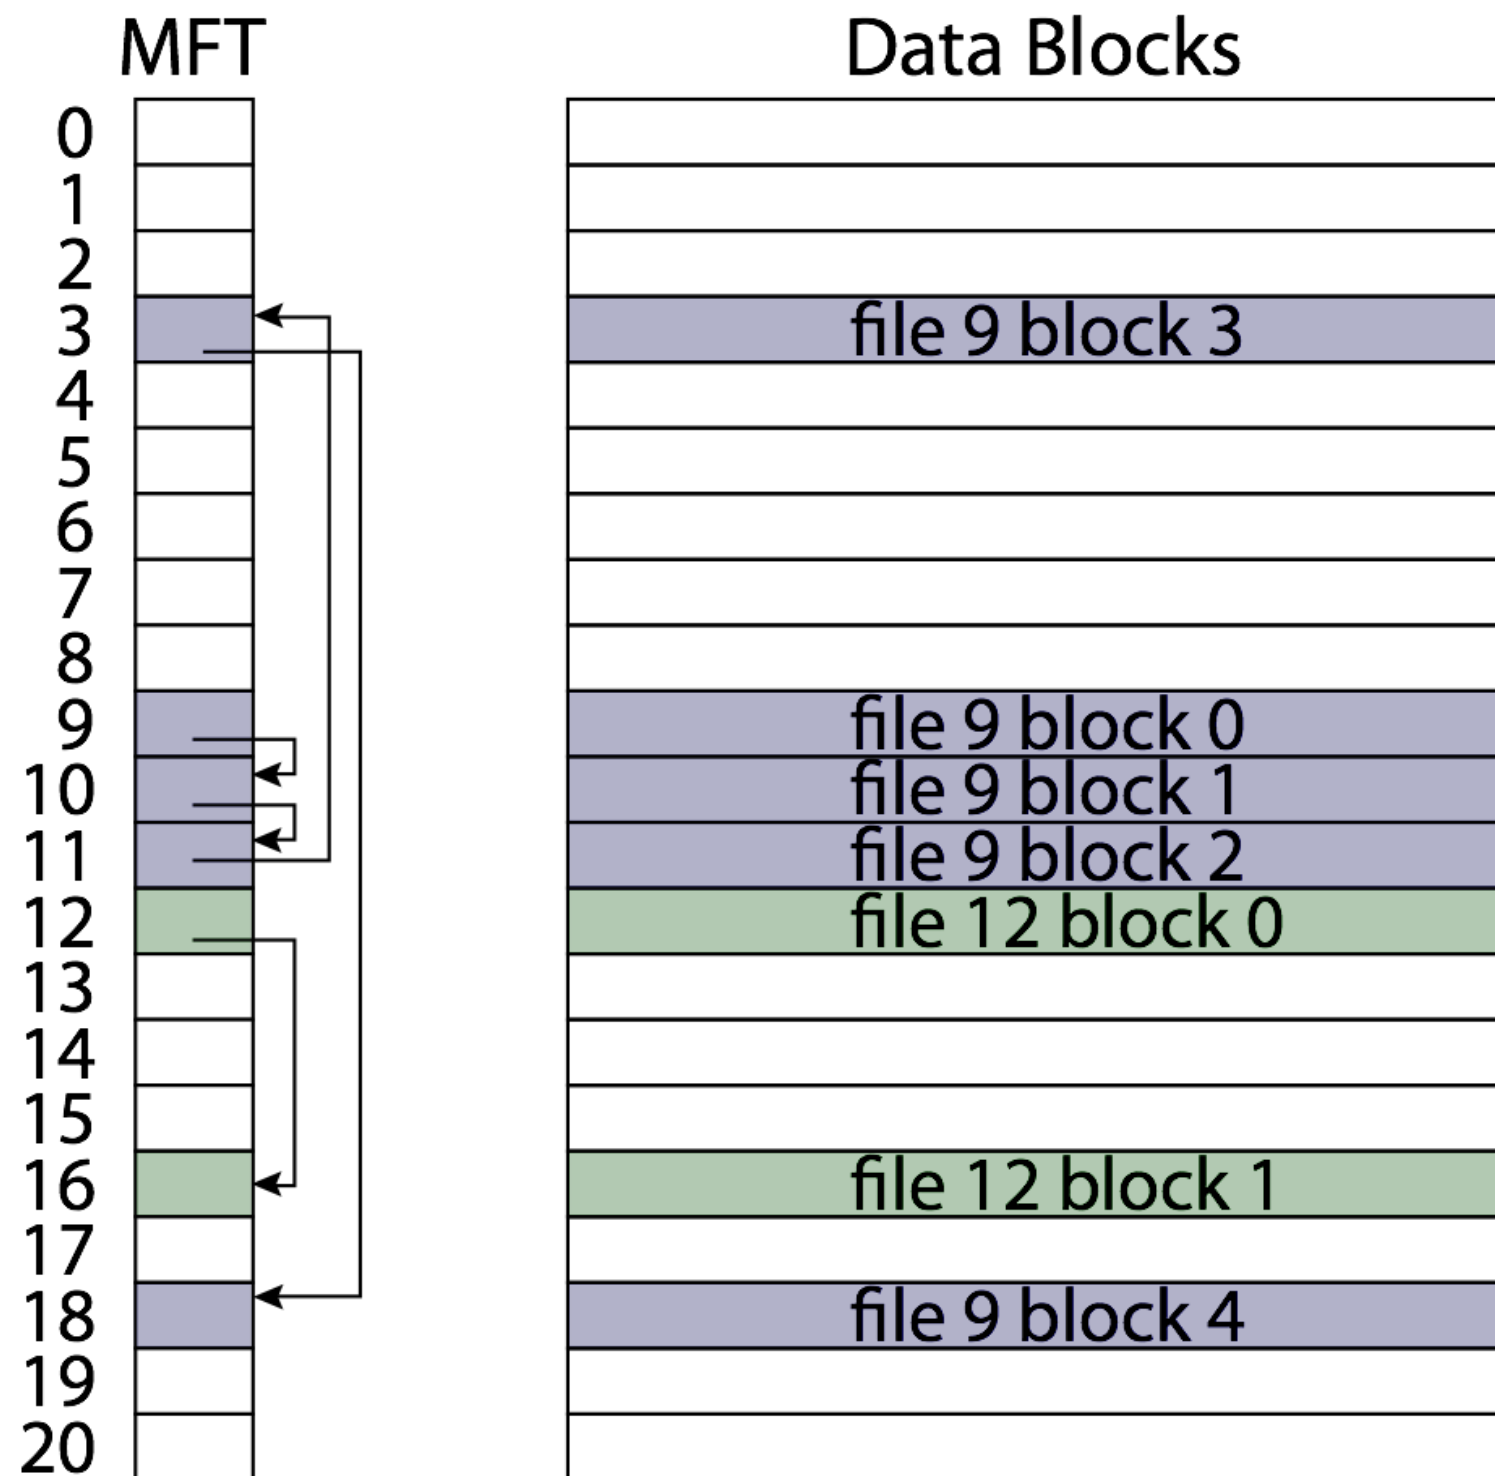 MFT Data Blocks
0
1
2
3 file 9 block 3
4
5
6
7
8
9 file 9 block 0
10 file 9 block 1
11 file 9 block 2
12 file 12 block 0
13
14
15
16 file 12 block 1
17
18 file 9 block 4
19
20